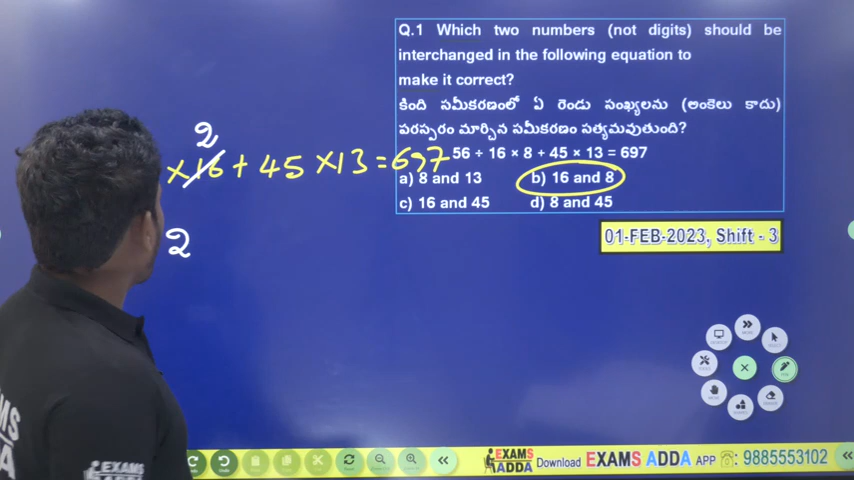 Q.1 Which two numbers (not digits) should be
interchanged in the following equation to
make it correct?
కింది సమీకరణంలో ఏ రెండు సంఖ్యలను (అంకెలు కాదు)
పరస్పరం మార్చిన సమీకరణం సత్యమవుతుంది?
56 ÷ 16 × 8 + 45 × 13 = 697
a) 8 and 13 b) 16 and 8
c) 16 and 45 d) 8 and 45
01-FEB-2023, Shift - 3
2
×16 + 45 ×13 = 697
2
EXAMS ADDA Download EXAMS ADDA APP ☎: 9885553102
EXAMS